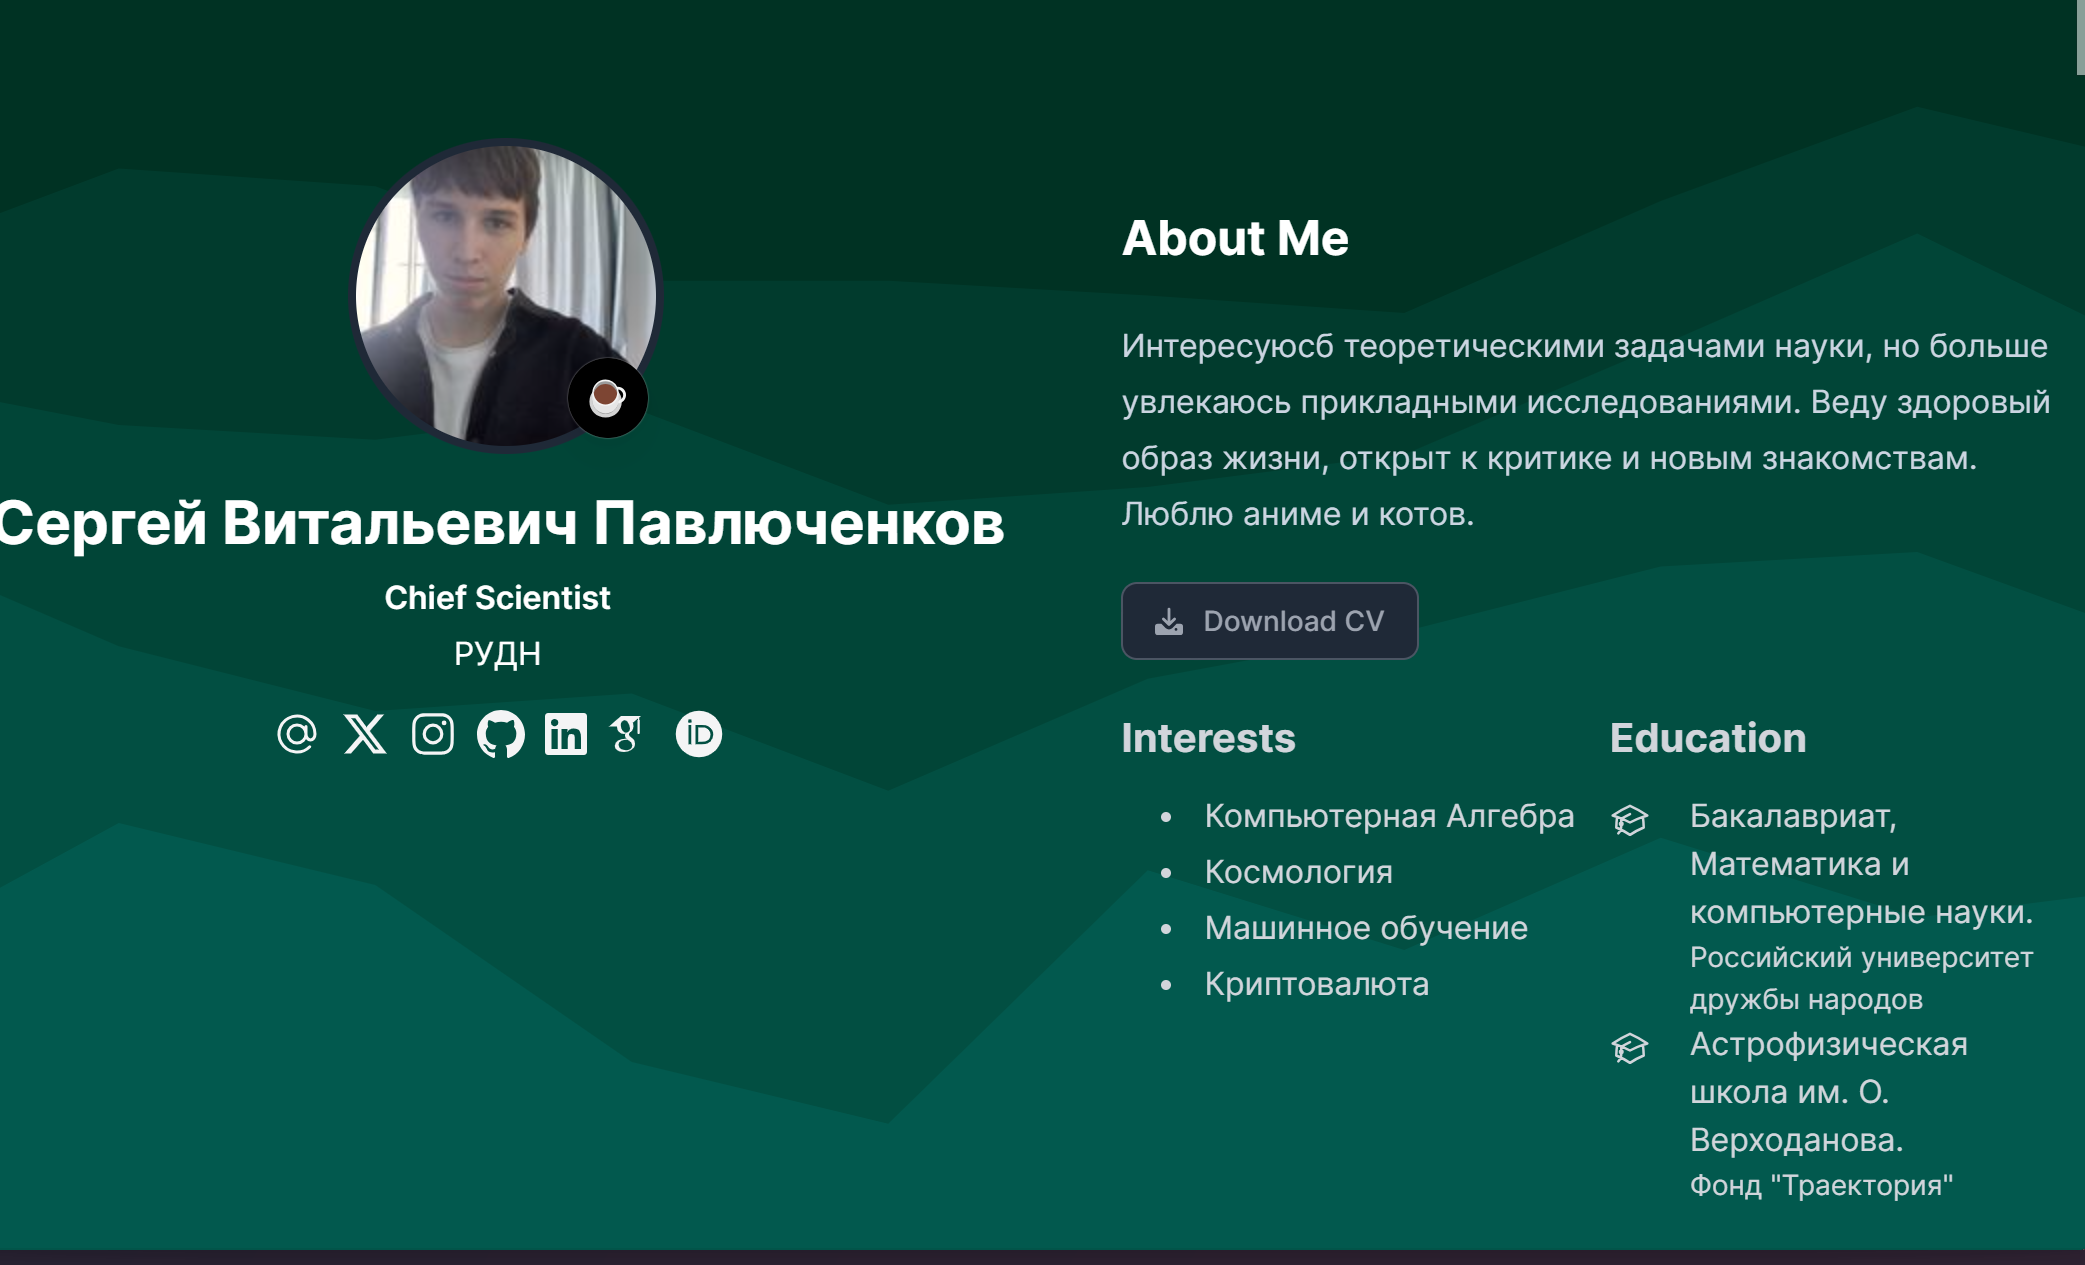 Сергей Витальевич Павлюченков
Chief Scientist
РУДН
iD
About Me
Интересуюсб теоретическими задачами науки, но больше
увлекаюсь прикладными исследованиями. Веду здоровый
образ жизни, открыт к критике и новым знакомствам.
Люблю аниме и котов.
Download CV
Interests
Компьютерная Алгебра
Космология
Машинное обучение
Криптовалюта
Education
Бакалавриат,
Математика и
компьютерные науки.
Российский университет
дружбы народов
Астрофизическая
школа им. О.
Верходанова.
Фонд "Траектория"